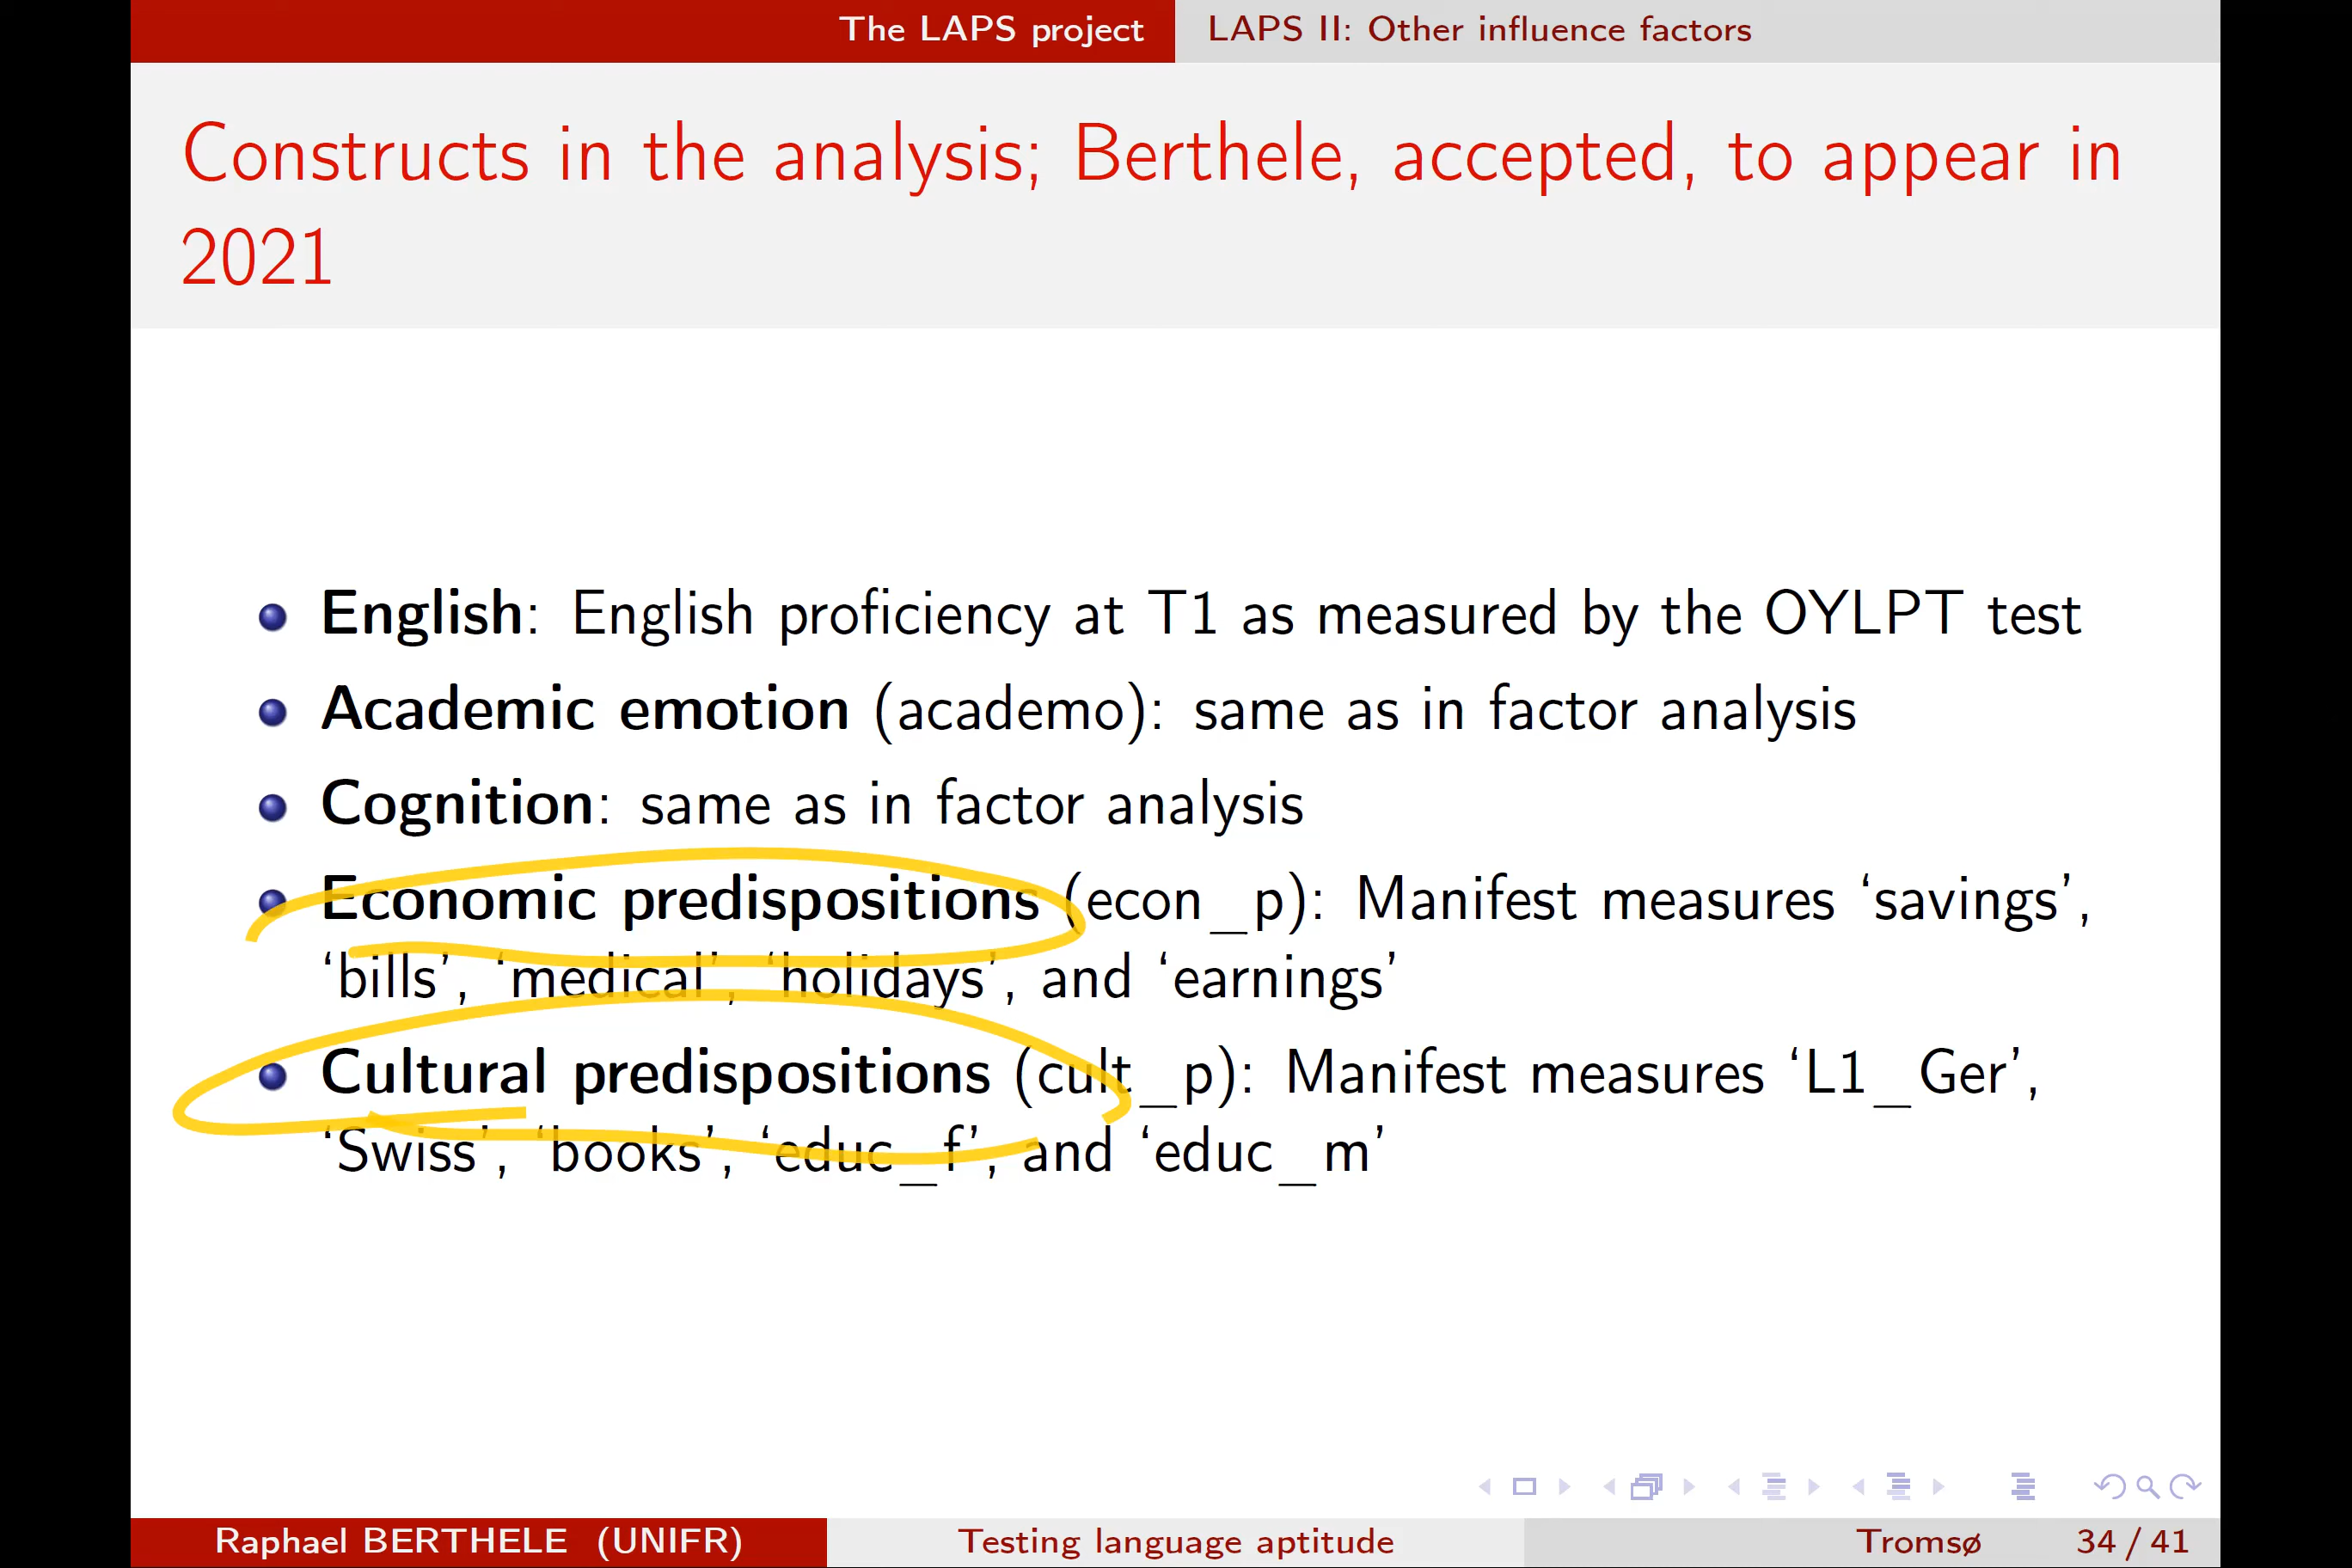 The LAPS project LAPS II: Other influence factors
Constructs in the analysis; Berthele, accepted, to appear in
2021
English: English proficiency at T1 as measured by the OYLPT test
Academic emotion (academo): same as in factor analysis
Cognition: same as in factor analysis
Economic predispositions (econ_p): Manifest measures ‘savings’,
‘bills’, ‘medical’, ‘holidays’, and ‘earnings’
Cultural predispositions (cult_p): Manifest measures ‘L1_Ger’,
‘Swiss’, ‘books’, ‘educ_f’, and ‘educ_m’
Raphael BERTHELE (UNIFR) Testing language aptitude Tromsø 34 / 41